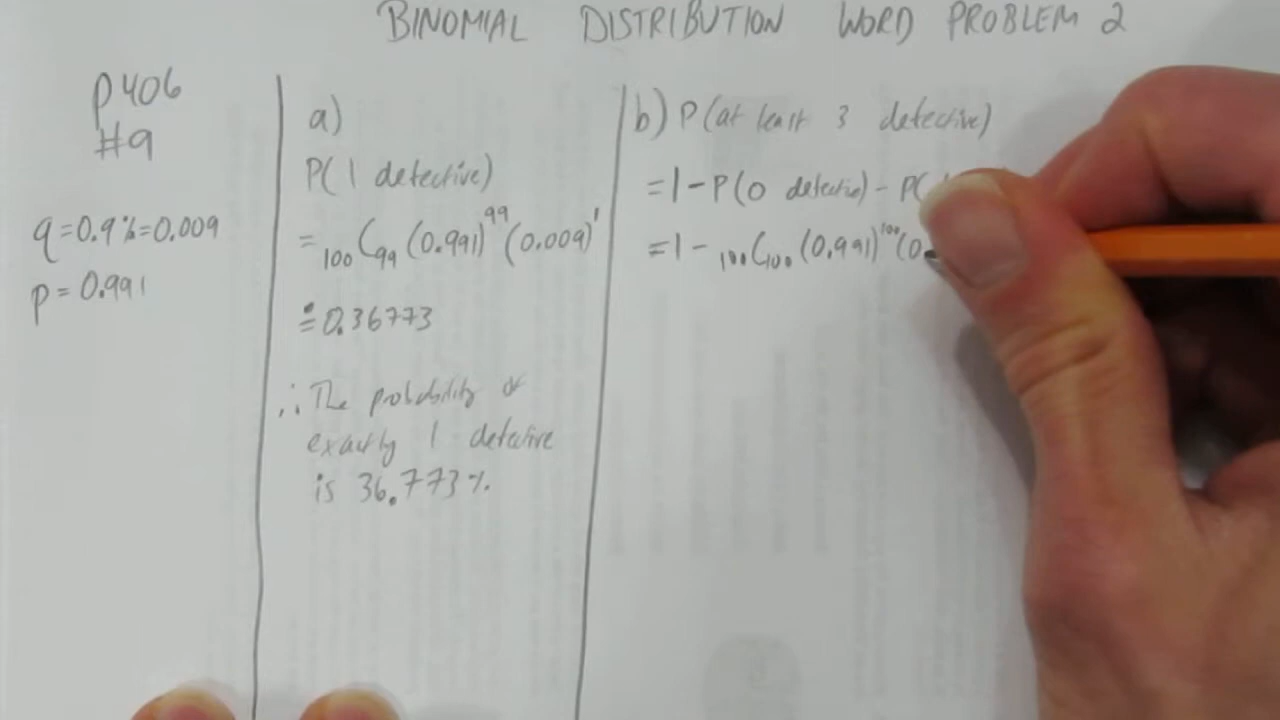 BINOMIAL DISTRIBUTION WORD PROBLEM 2
p406
#9
q=0.9%=0.009
p=0.991
a)
P(1 defective)
= ₁₀₀C₉₉ (0.991)⁹⁹ (0.009)¹
≐0.36773
∴ The probability of
exactly 1 defective
is 36.773%.
b) P(at least 3 defective)
=1-P(0 defective)-P(
=1- ₁₀₀C₁₀₀ (0.991)¹⁰⁰(0.